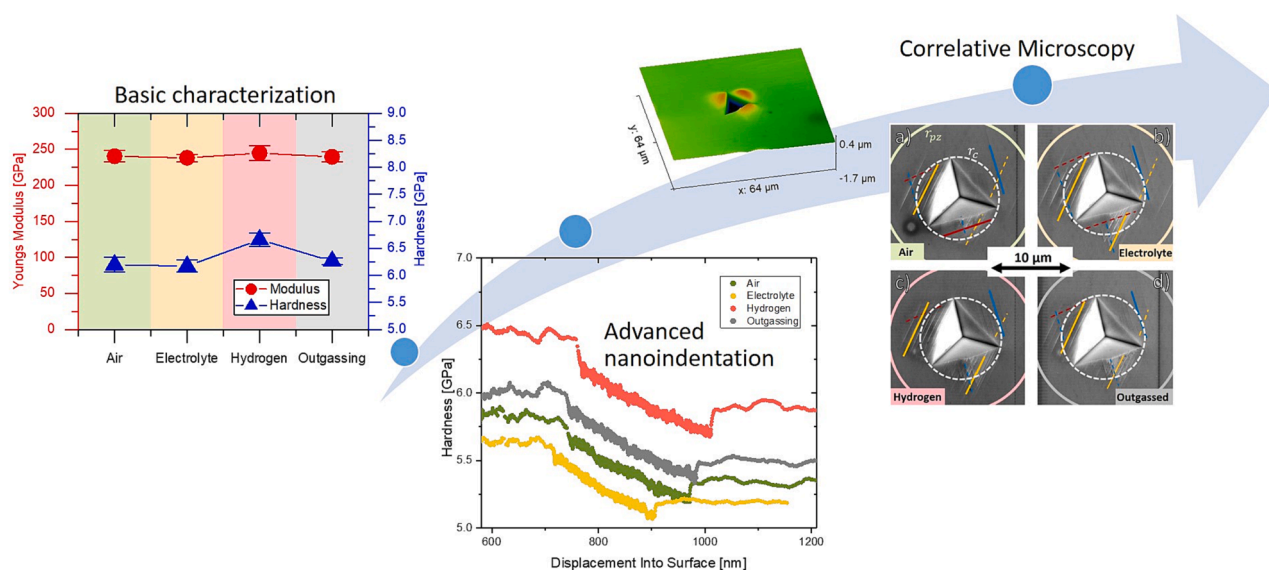 Basic characterization
Youngs Modulus [GPa]
300
250
200
150
100
50
0
9.0
8.5
8.0
7.5
7.0
6.5
6.0
5.5
5.0
Hardness [GPa]
Modulus
Hardness
Air Electrolyte Hydrogen Outgassing
y: 64 µm
x: 64 µm
0.4 µm
-1.7 µm
Advanced
nanoindentation
Air
Electrolyte
Hydrogen
Outgassing
Hardness [GPa]
7.0
6.5
6.0
5.5
5.0
600 800 1000 1200
Displacement Into Surface [nm]
Correlative Microscopy
a)
r_pz
r_c
Air
b)
Electrolyte
10 µm
c)
Hydrogen
d)
Outgassed